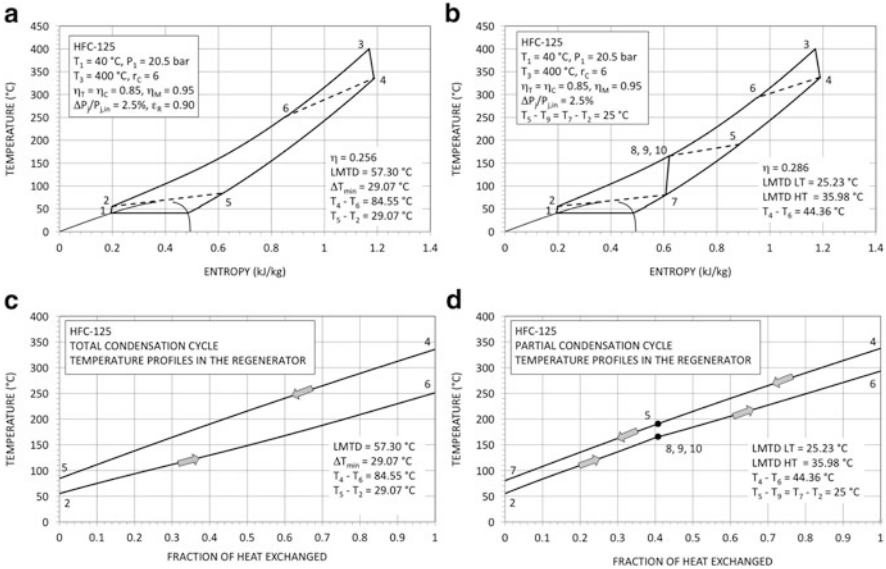 a
450
400
350
300
250
200
150
100
50
0
TEMPERATURE (°C)
HFC-125
T1 = 40 °C, P1 = 20.5 bar
T3 = 400 °C, rC = 6
ηT = ηC = 0.85, ηM = 0.95
ΔPj/Pj,in = 2.5%, εR = 0.90
3
4
6
2
1
5
η = 0.256
LMTD = 57.30 °C
ΔTmin = 29.07 °C
T4 - T6 = 84.55 °C
T5 - T2 = 29.07 °C
0 0.2 0.4 0.6 0.8 1 1.2 1.4
ENTROPY (kJ/kg)
b
450
400
350
300
250
200
150
100
50
0
TEMPERATURE (°C)
HFC-125
T1 = 40 °C, P1 = 20.5 bar
T3 = 400 °C, rC = 6
ηT = ηC = 0.85, ηM = 0.95
ΔPj/Pj,in = 2.5%
T5 - T9 = T7 - T2 = 25 °C
3
4
6
8, 9, 10
5
2
1
7
η = 0.286
LMTD LT = 25.23 °C
LMTD HT = 35.98 °C
T4 - T6 = 44.36 °C
0 0.2 0.4 0.6 0.8 1 1.2 1.4
ENTROPY (kJ/kg)
c
400
350
300
250
200
150
100
50
0
TEMPERATURE (°C)
HFC-125
TOTAL CONDENSATION CYCLE
TEMPERATURE PROFILES IN THE REGENERATOR
4
6
5
2
LMTD = 57.30 °C
ΔTmin = 29.07 °C
T4 - T6 = 84.55 °C
T5 - T2 = 29.07 °C
0 0.1 0.2 0.3 0.4 0.5 0.6 0.7 0.8 0.9 1
FRACTION OF HEAT EXCHANGED
d
400
350
300
250
200
150
100
50
0
TEMPERATURE (°C)
HFC-125
PARTIAL CONDENSATION CYCLE
TEMPERATURE PROFILES IN THE REGENERATOR
4
6
5
8, 9, 10
7
2
LMTD LT = 25.23 °C
LMTD HT = 35.98 °C
T4 - T6 = 44.36 °C
T5 - T9 = T7 - T2 = 25 °C
0 0.1 0.2 0.3 0.4 0.5 0.6 0.7 0.8 0.9 1
FRACTION OF HEAT EXCHANGED